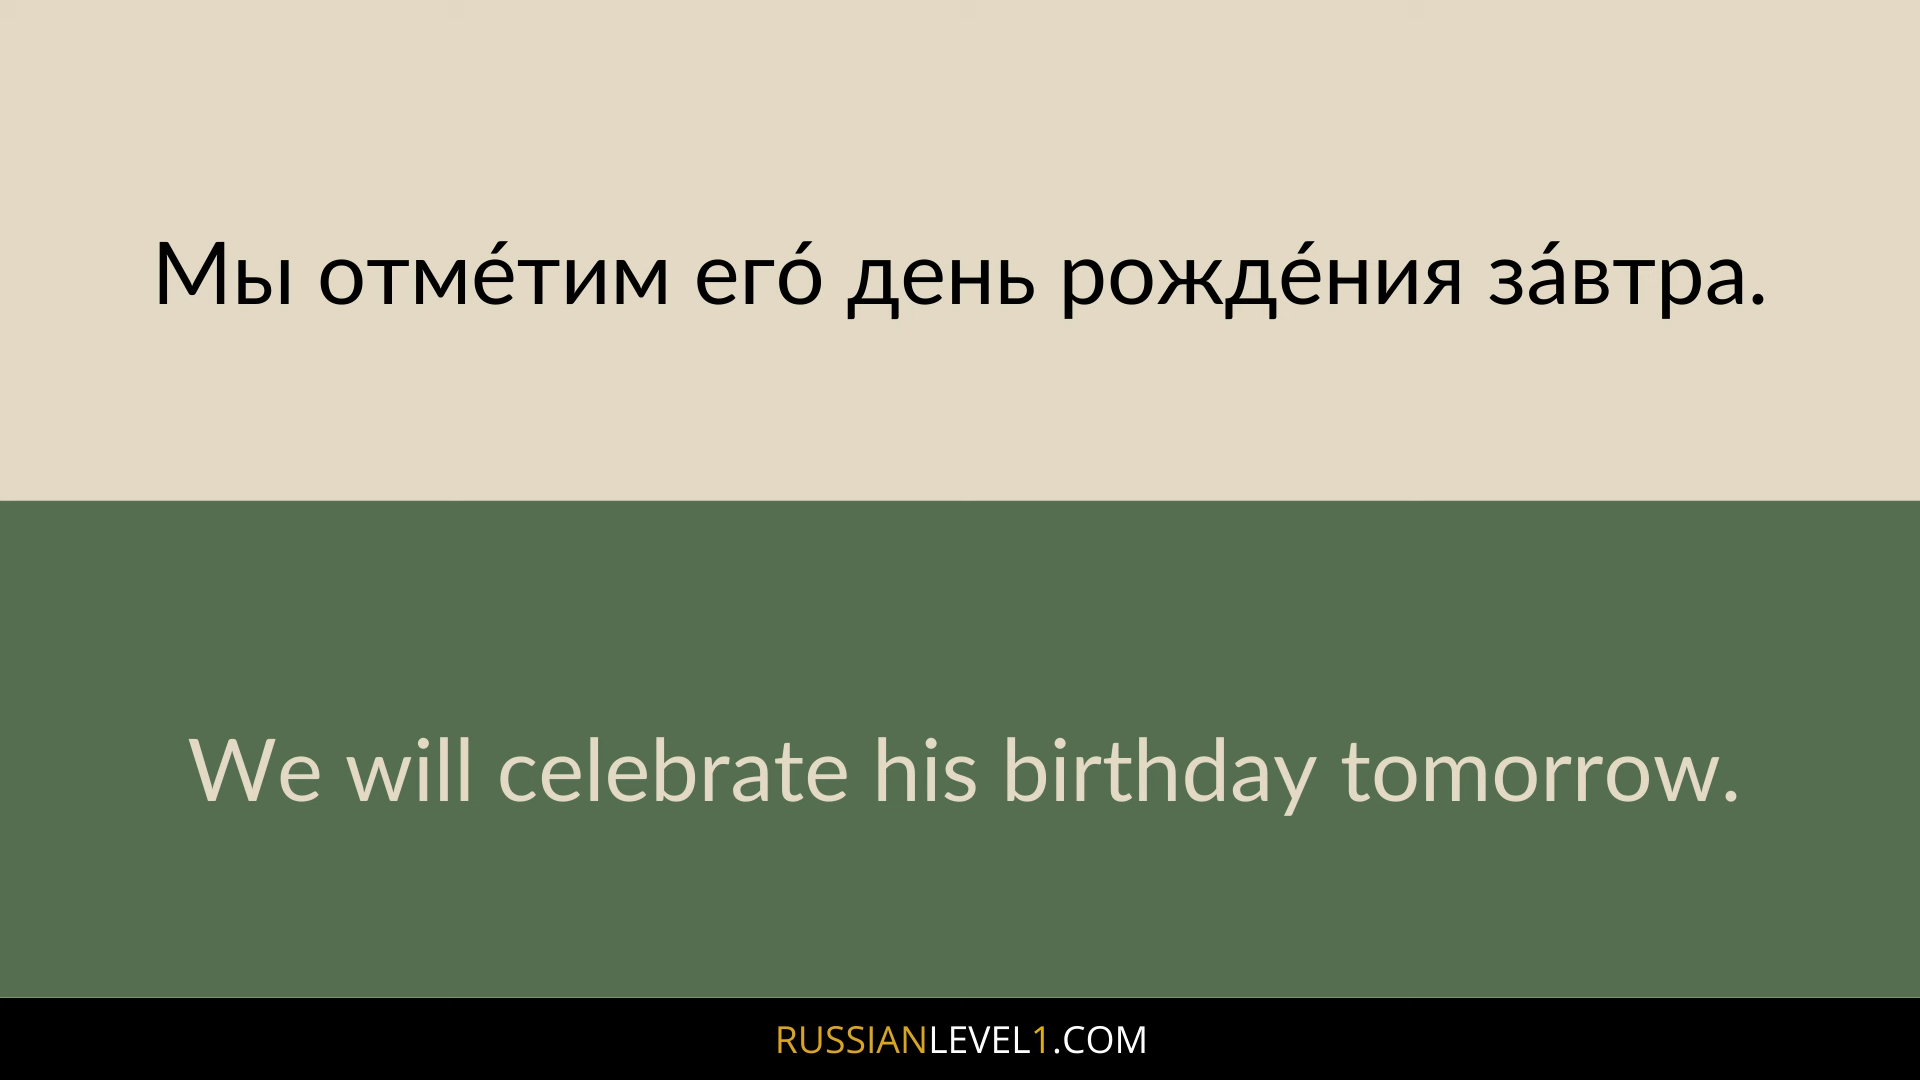 Мы отме́тим его́ день рожде́ния за́втра.
We will celebrate his birthday tomorrow.
RUSSIANLEVEL1.COM